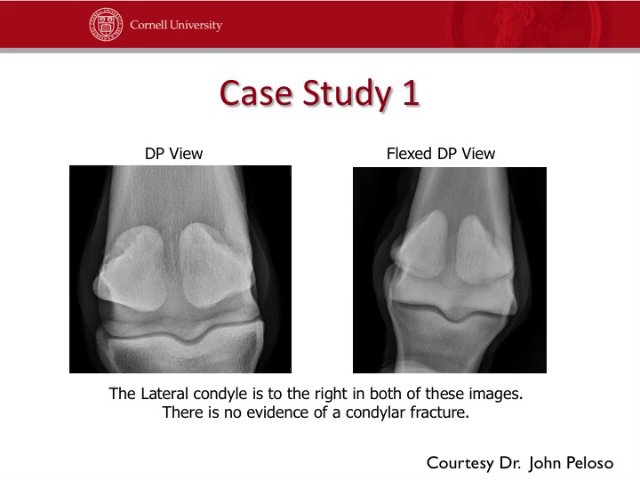 Cornell University
Case Study 1
DP View
Flexed DP View
The Lateral condyle is to the right in both of these images.
There is no evidence of a condylar fracture.
Courtesy Dr. John Peloso